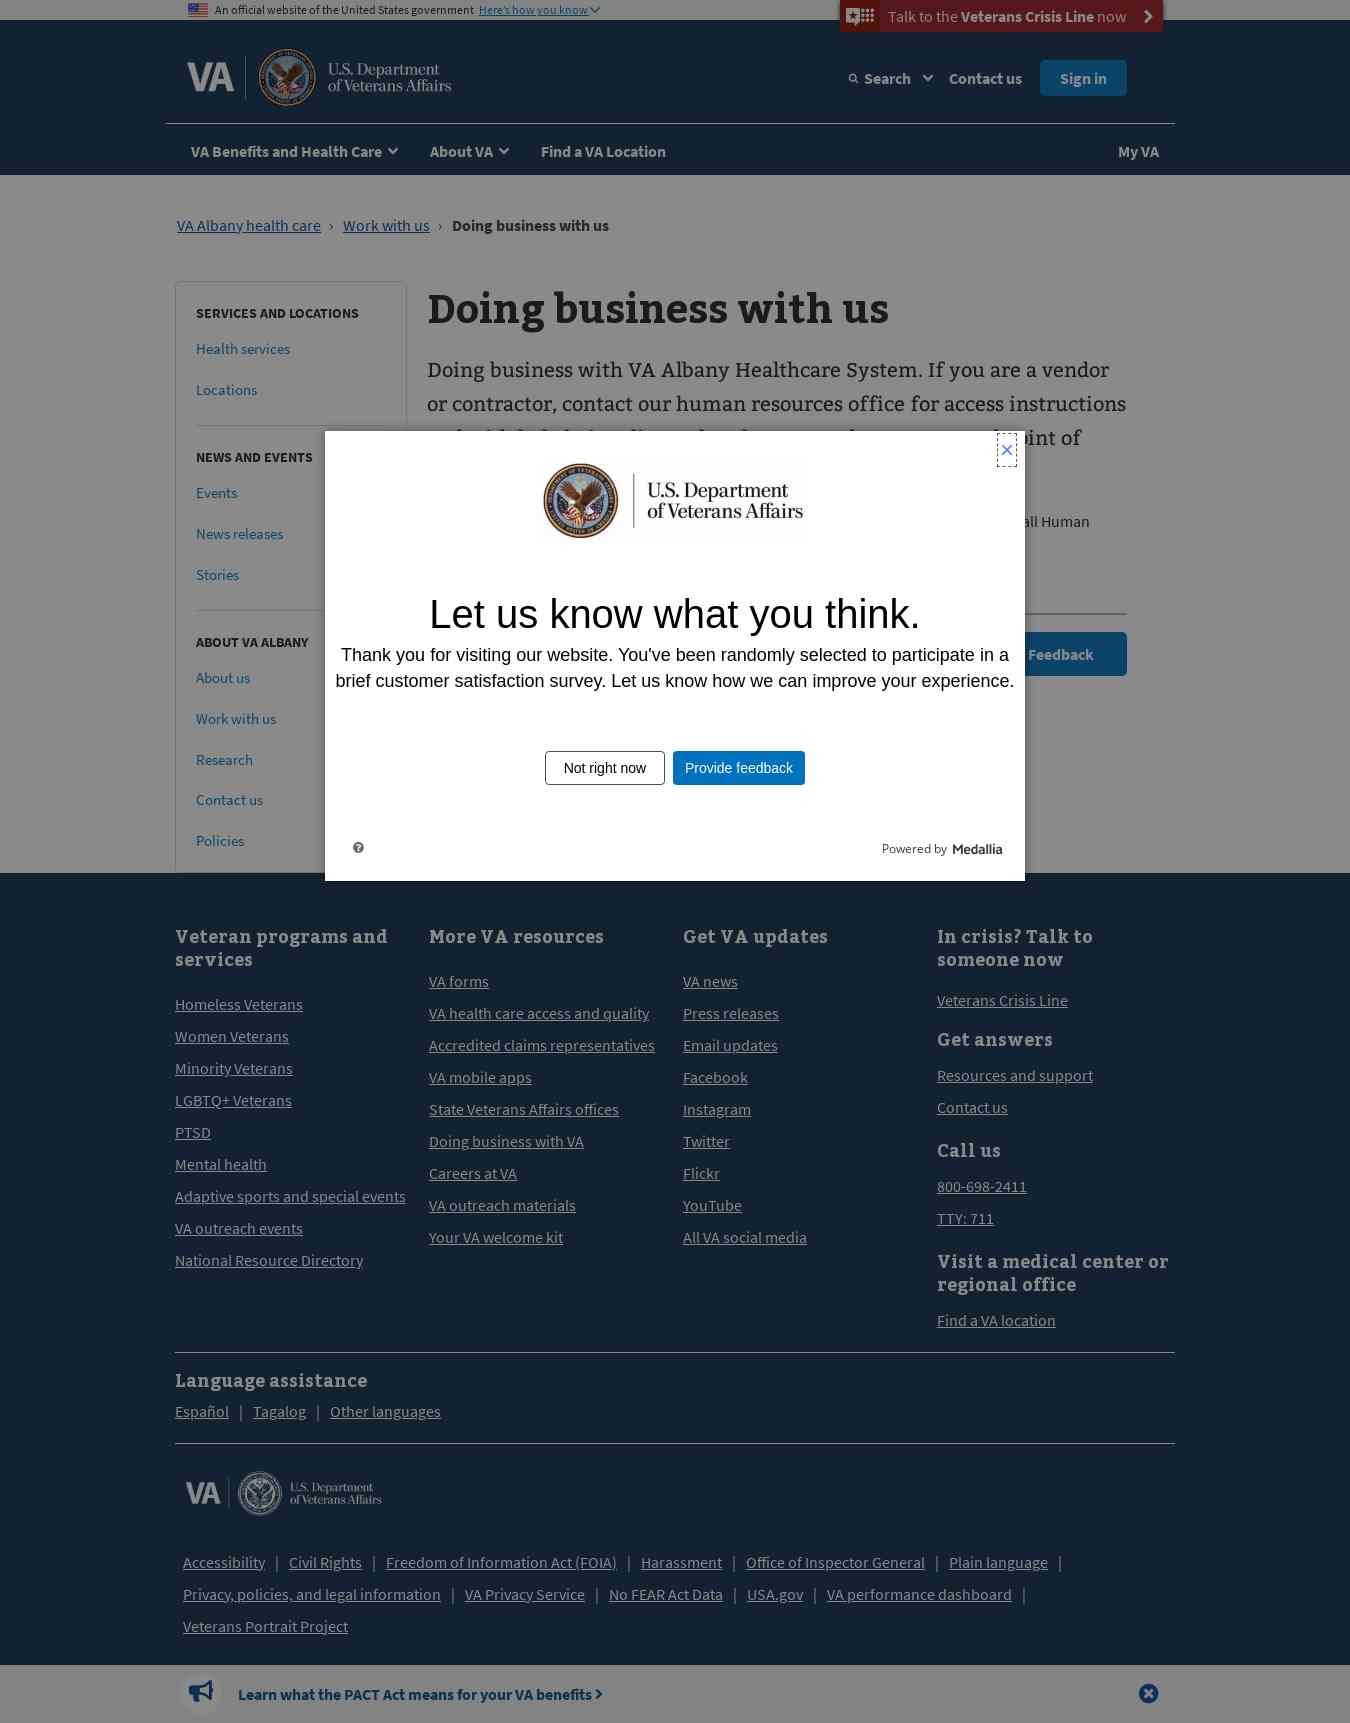 An official website of the United States government Here's how you know
Talk to the Veterans Crisis Line now
VA
U.S. Department
of Veterans Affairs
Search
Contact us
Sign in
VA Benefits and Health Care
About VA
Find a VA Location
My VA
VA Albany health care › Work with us › Doing business with us
SERVICES AND LOCATIONS
Health services
Locations
NEWS AND EVENTS
Events
News releases
Stories
ABOUT VA ALBANY
About us
Work with us
Research
Contact us
Policies
Doing business with us
Doing business with VA Albany Healthcare System. If you are a vendor
or contractor, contact our human resources office for access instructions
oint of
all Human
Feedback
×
U.S. Department
of Veterans Affairs
Let us know what you think.
Thank you for visiting our website. You've been randomly selected to participate in a
brief customer satisfaction survey. Let us know how we can improve your experience.
Not right now
Provide feedback
Powered by Medallia
Veteran programs and
services
Homeless Veterans
Women Veterans
Minority Veterans
LGBTQ+ Veterans
PTSD
Mental health
Adaptive sports and special events
VA outreach events
National Resource Directory
More VA resources
VA forms
VA health care access and quality
Accredited claims representatives
VA mobile apps
State Veterans Affairs offices
Doing business with VA
Careers at VA
VA outreach materials
Your VA welcome kit
Get VA updates
VA news
Press releases
Email updates
Facebook
Instagram
Twitter
Flickr
YouTube
All VA social media
In crisis? Talk to
someone now
Veterans Crisis Line
Get answers
Resources and support
Contact us
Call us
800-698-2411
TTY: 711
Visit a medical center or
regional office
Find a VA location
Language assistance
Español | Tagalog | Other languages
VA
U.S. Department
of Veterans Affairs
Accessibility | Civil Rights | Freedom of Information Act (FOIA) | Harassment | Office of Inspector General | Plain language |
Privacy, policies, and legal information | VA Privacy Service | No FEAR Act Data | USA.gov | VA performance dashboard |
Veterans Portrait Project
Learn what the PACT Act means for your VA benefits